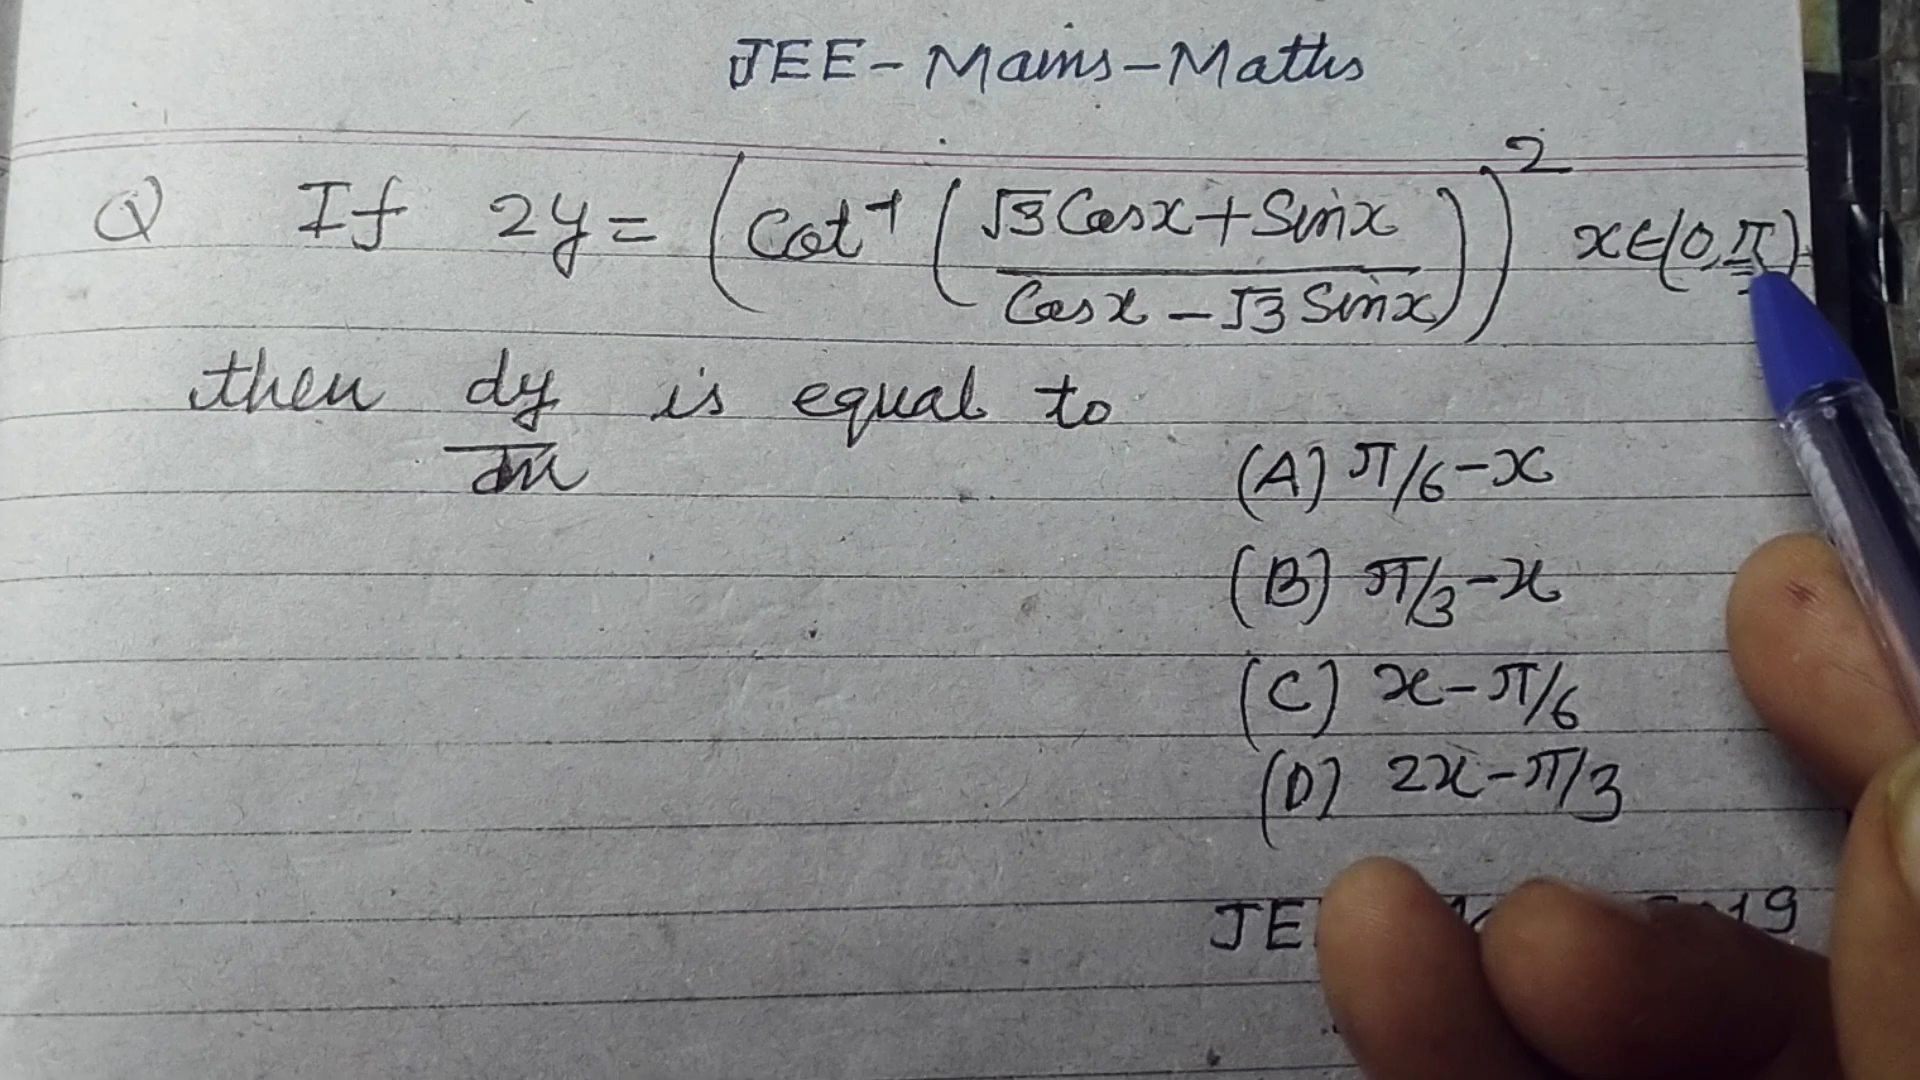 JEE-Mains-Maths
Q If 2y = (Cot⁻¹ (√3 Cosx + Sinx / Cosx - √3 Sinx))² x∈(0, π
then dy/dx is equal to
(A) π/6 - x
(B) π/3 - x
(C) x - π/6
(D) 2x - π/3
JE 19